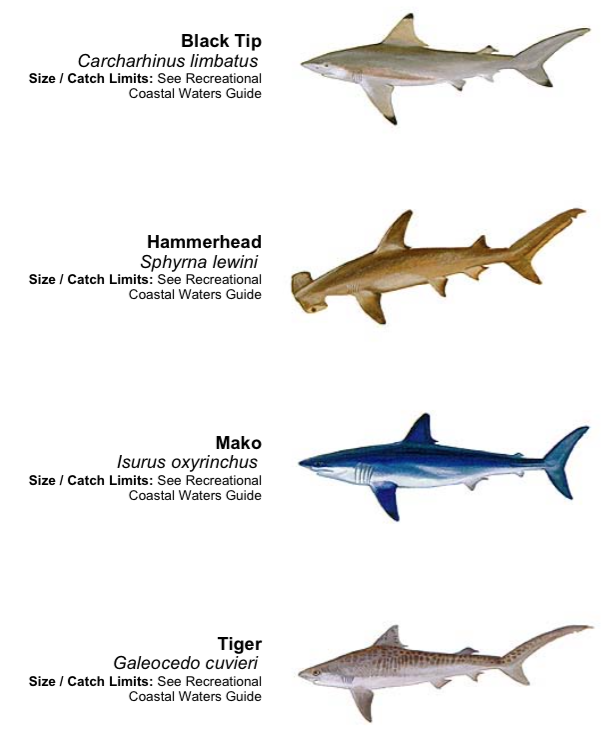 Black Tip
Carcharhinus limbatus
Size / Catch Limits: See Recreational
Coastal Waters Guide
Hammerhead
Sphyrna lewini
Size / Catch Limits: See Recreational
Coastal Waters Guide
Mako
Isurus oxyrinchus
Size / Catch Limits: See Recreational
Coastal Waters Guide
Tiger
Galeocedo cuvieri
Size / Catch Limits: See Recreational
Coastal Waters Guide